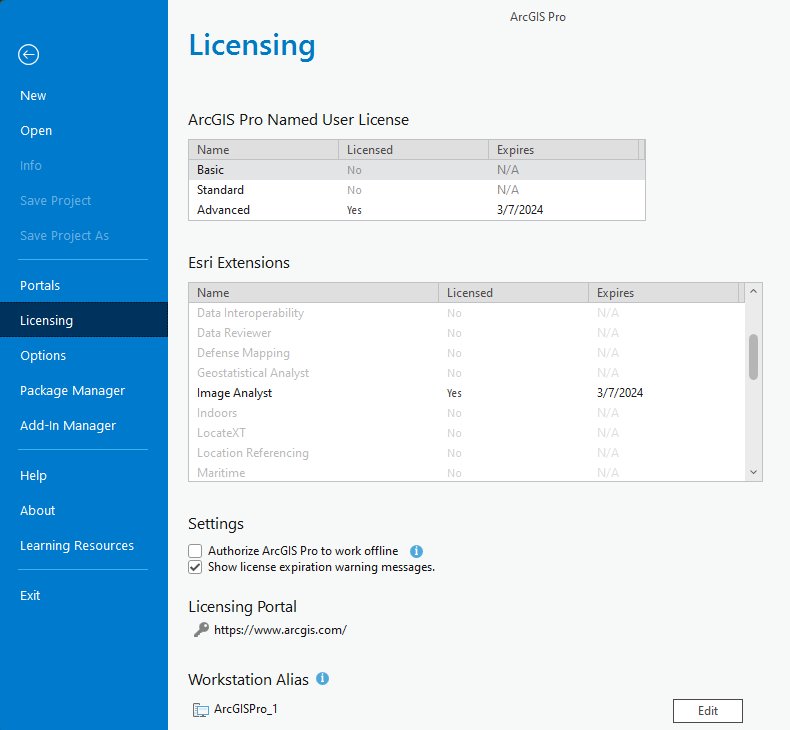 ArcGIS Pro
Licensing
New
Open
Info
Save Project
Save Project As
Portals
Licensing
Options
Package Manager
Add-In Manager
Help
About
Learning Resources
Exit
ArcGIS Pro Named User License
Name Licensed Expires
Basic No N/A
Standard No N/A
Advanced Yes 3/7/2024
Esri Extensions
Name Licensed Expires
Data Interoperability No N/A
Data Reviewer No N/A
Defense Mapping No N/A
Geostatistical Analyst No N/A
Image Analyst Yes 3/7/2024
Indoors No N/A
LocateXT No N/A
Location Referencing No N/A
Maritime No N/A
Settings
Authorize ArcGIS Pro to work offline
Show license expiration warning messages.
Licensing Portal
https://www.arcgis.com/
Workstation Alias
ArcGISPro_1
Edit